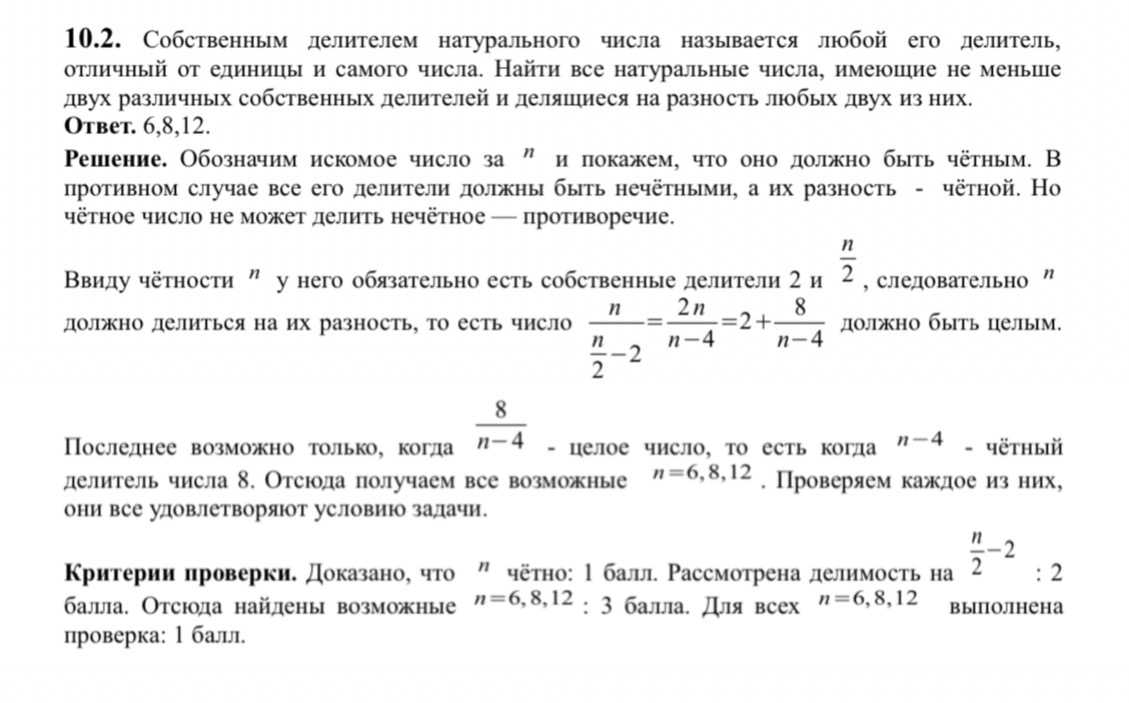 10.2. Собственным делителем натурального числа называется любой его делитель,
отличный от единицы и самого числа. Найти все натуральные числа, имеющие не меньше
двух различных собственных делителей и делящиеся на разность любых двух из них.
Ответ. 6,8,12.
Решение. Обозначим искомое число за n и покажем, что оно должно быть чётным. В
противном случае все его делители должны быть нечётными, а их разность - чётной. Но
чётное число не может делить нечётное — противоречие.
Ввиду чётности n у него обязательно есть собственные делители 2 и n/2, следовательно n
должно делиться на их разность, то есть число n/(n/2−2)=2n/(n−4)=2+8/(n−4) должно быть целым.
Последнее возможно только, когда 8/(n−4) - целое число, то есть когда n−4 - чётный
делитель числа 8. Отсюда получаем все возможные n=6,8,12. Проверяем каждое из них,
они все удовлетворяют условию задачи.
Критерии проверки. Доказано, что n чётно: 1 балл. Рассмотрена делимость на n/2−2 : 2
балла. Отсюда найдены возможные n=6,8,12 : 3 балла. Для всех n=6,8,12 выполнена
проверка: 1 балл.